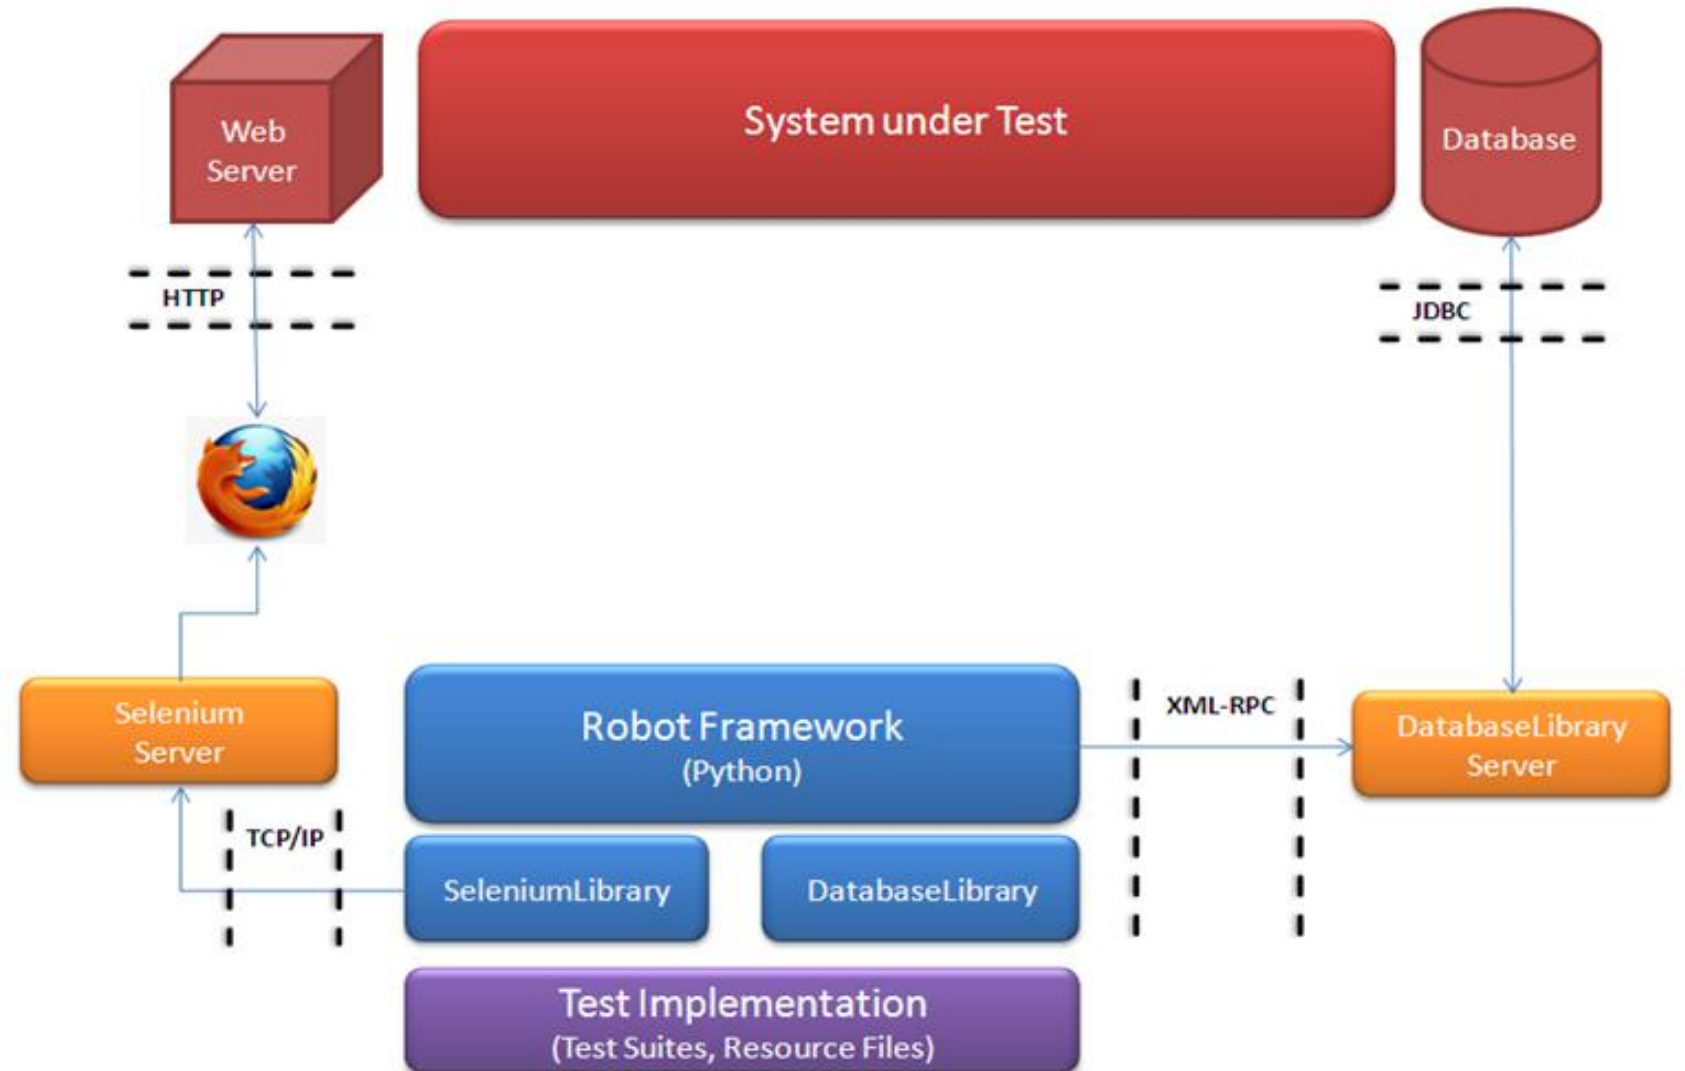 Web
Server
System under Test
Database
HTTP
JDBC
Selenium
Server
Robot Framework
(Python)
XML-RPC
DatabaseLibrary
Server
TCP/IP
SeleniumLibrary
DatabaseLibrary
Test Implementation
(Test Suites, Resource Files)